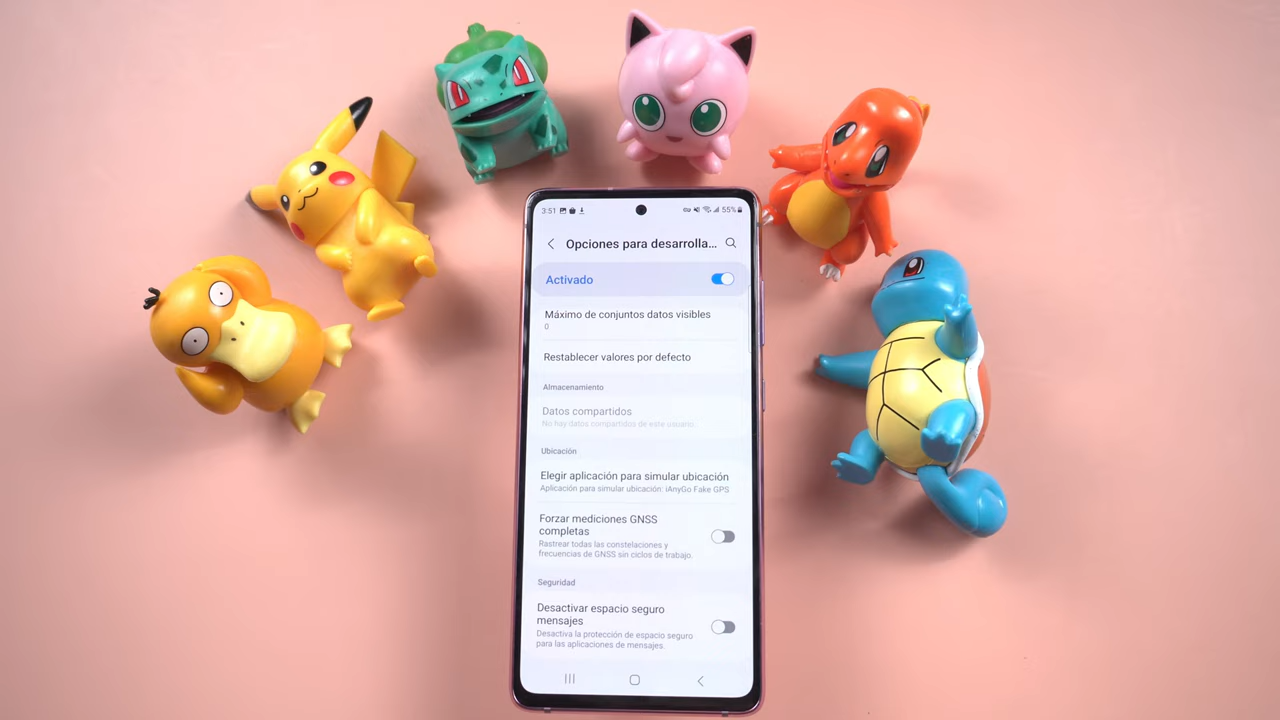 3:51 55%
Opciones para desarrolla...
Activado
Máximo de conjuntos datos visibles
0
Restablecer valores por defecto
Almacenamiento
Datos compartidos
No hay datos compartidos de este usuario.
Ubicación
Elegir aplicación para simular ubicación
Aplicación para simular ubicación: iAnyGo Fake GPS
Forzar mediciones GNSS
completas
Rastrear todas las constelaciones y
frecuencias de GNSS sin ciclos de trabajo.
Seguridad
Desactivar espacio seguro
mensajes
Desactiva la protección de espacio seguro
para las aplicaciones de mensajes.